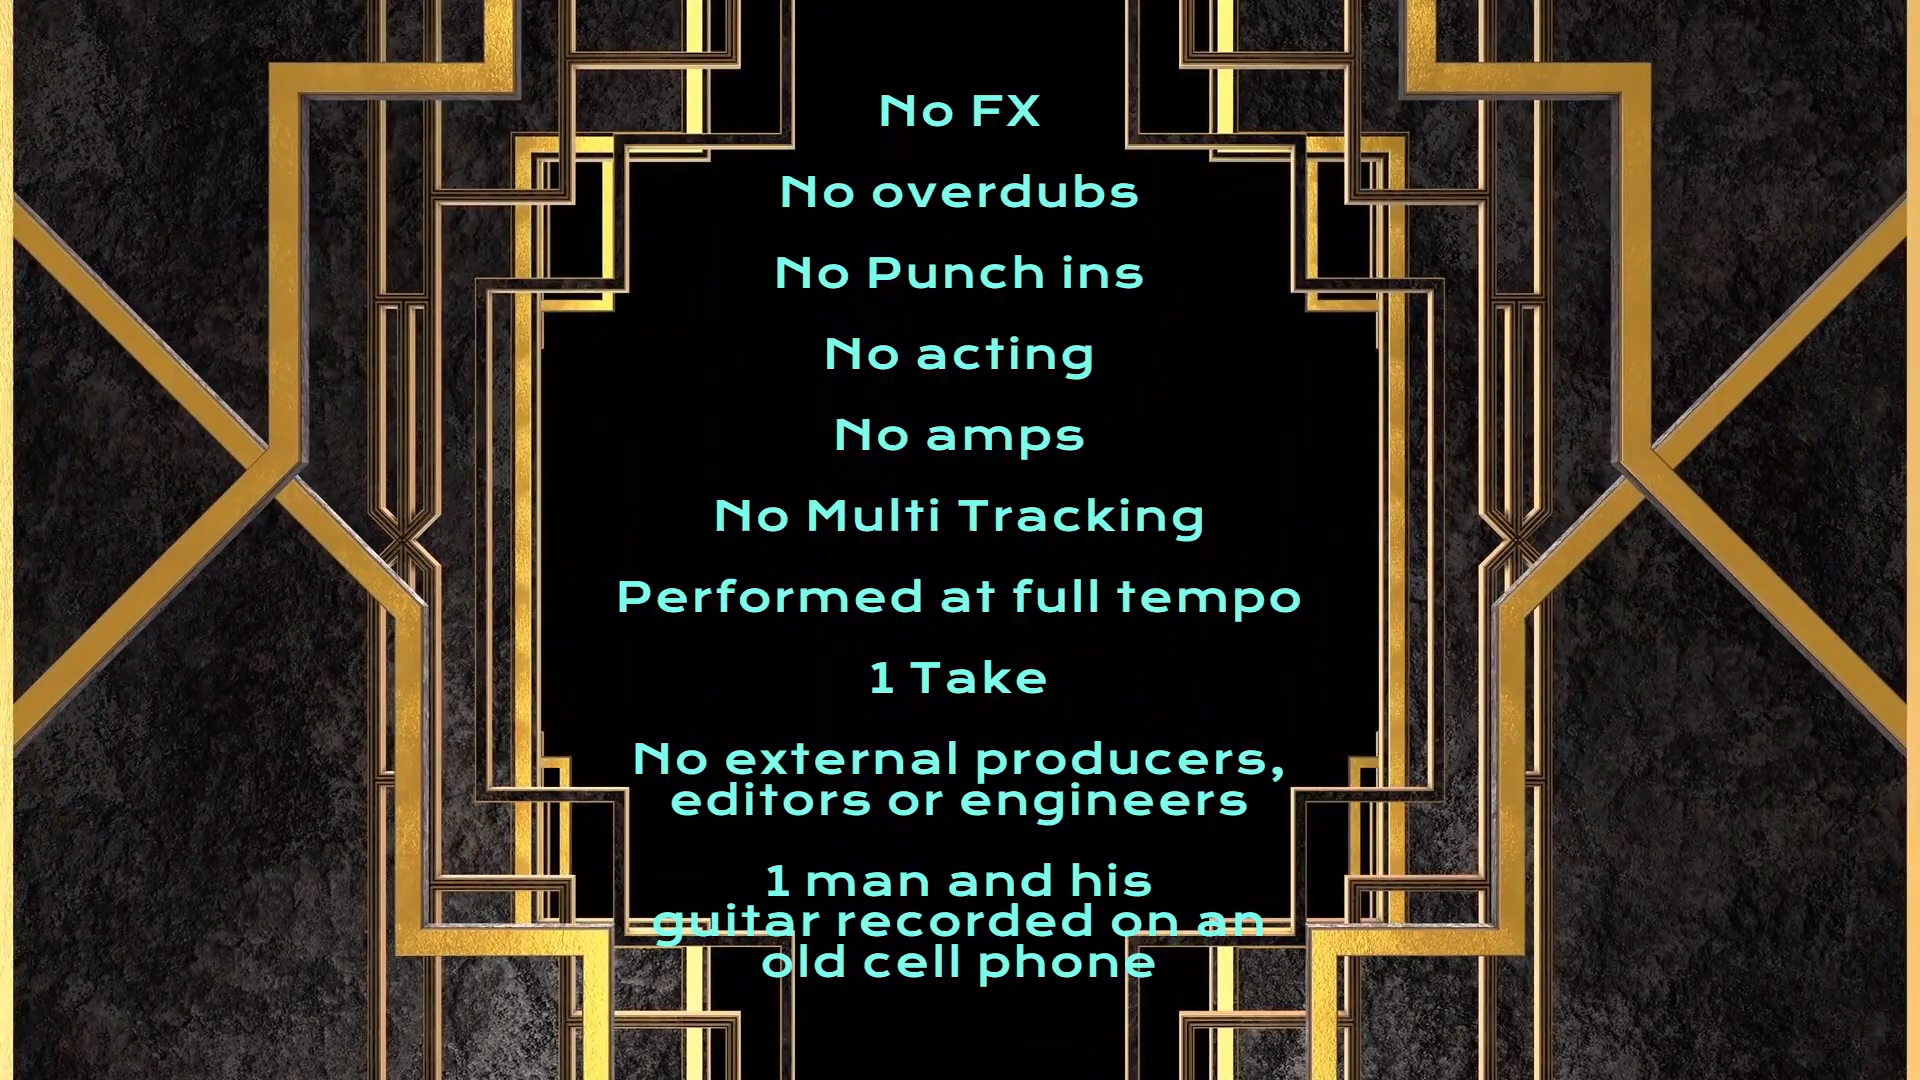 No FX
No overdubs
No Punch ins
No acting
No amps
No Multi Tracking
Performed at full tempo
1 Take
No external producers,
editors or engineers
1 man and his
guitar recorded on an
old cell phone